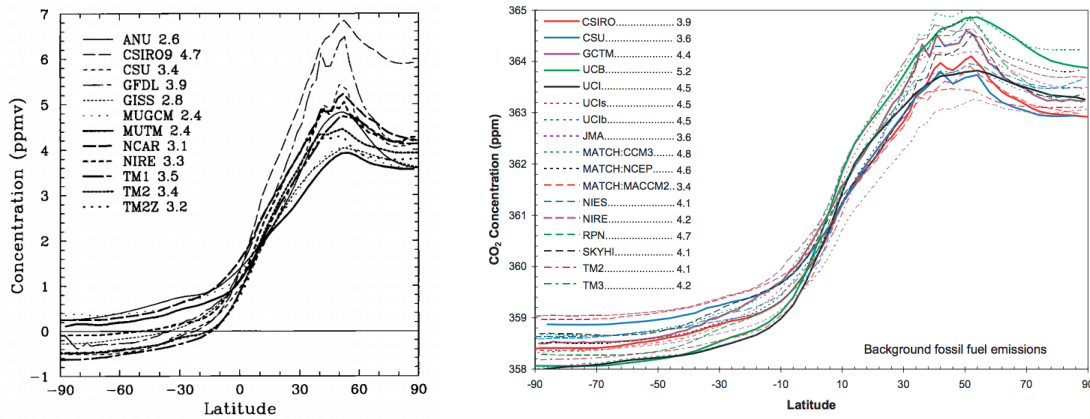 Concentration (ppmv)
7
6
5
4
3
2
1
0
−1
ANU 2.6
CSIRO9 4.7
CSU 3.4
GFDL 3.9
GISS 2.8
MUGCM 2.4
MUTM 2.4
NCAR 3.1
NIRE 3.3
TM1 3.5
TM2 3.4
TM2Z 3.2
−90 −60 −30 0 30 60 90
Latitude
CO2 Concentration (ppm)
365
364
363
362
361
360
359
358
CSIRO.................. 3.9
CSU..................... 3.6
GCTM.................. 4.4
UCB..................... 5.2
UCI...................... 4.5
UCIs.................... 4.5
UCIb.................... 4.5
JMA..................... 3.6
MATCH:CCM3..... 4.8
MATCH:NCEP..... 4.6
MATCH:MACCM2.. 3.4
NIES.................... 4.1
NIRE.................... 4.2
RPN..................... 4.7
SKYHI.................. 4.1
TM2..................... 4.1
TM3..................... 4.2
Background fossil fuel emissions
-90 -70 -50 -30 -10 10 30 50 70 90
Latitude